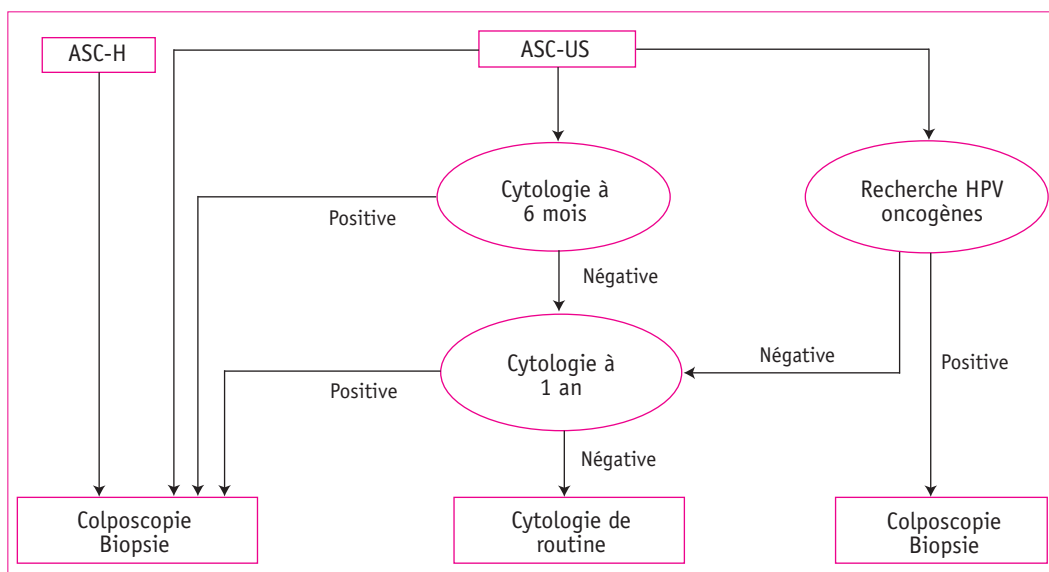 ASC-H
ASC-US
Cytologie à
6 mois
Recherche HPV
oncogènes
Positive
Négative
Cytologie à
1 an
Négative
Positive
Positive
Négative
Colposcopie
Biopsie
Cytologie de
routine
Colposcopie
Biopsie